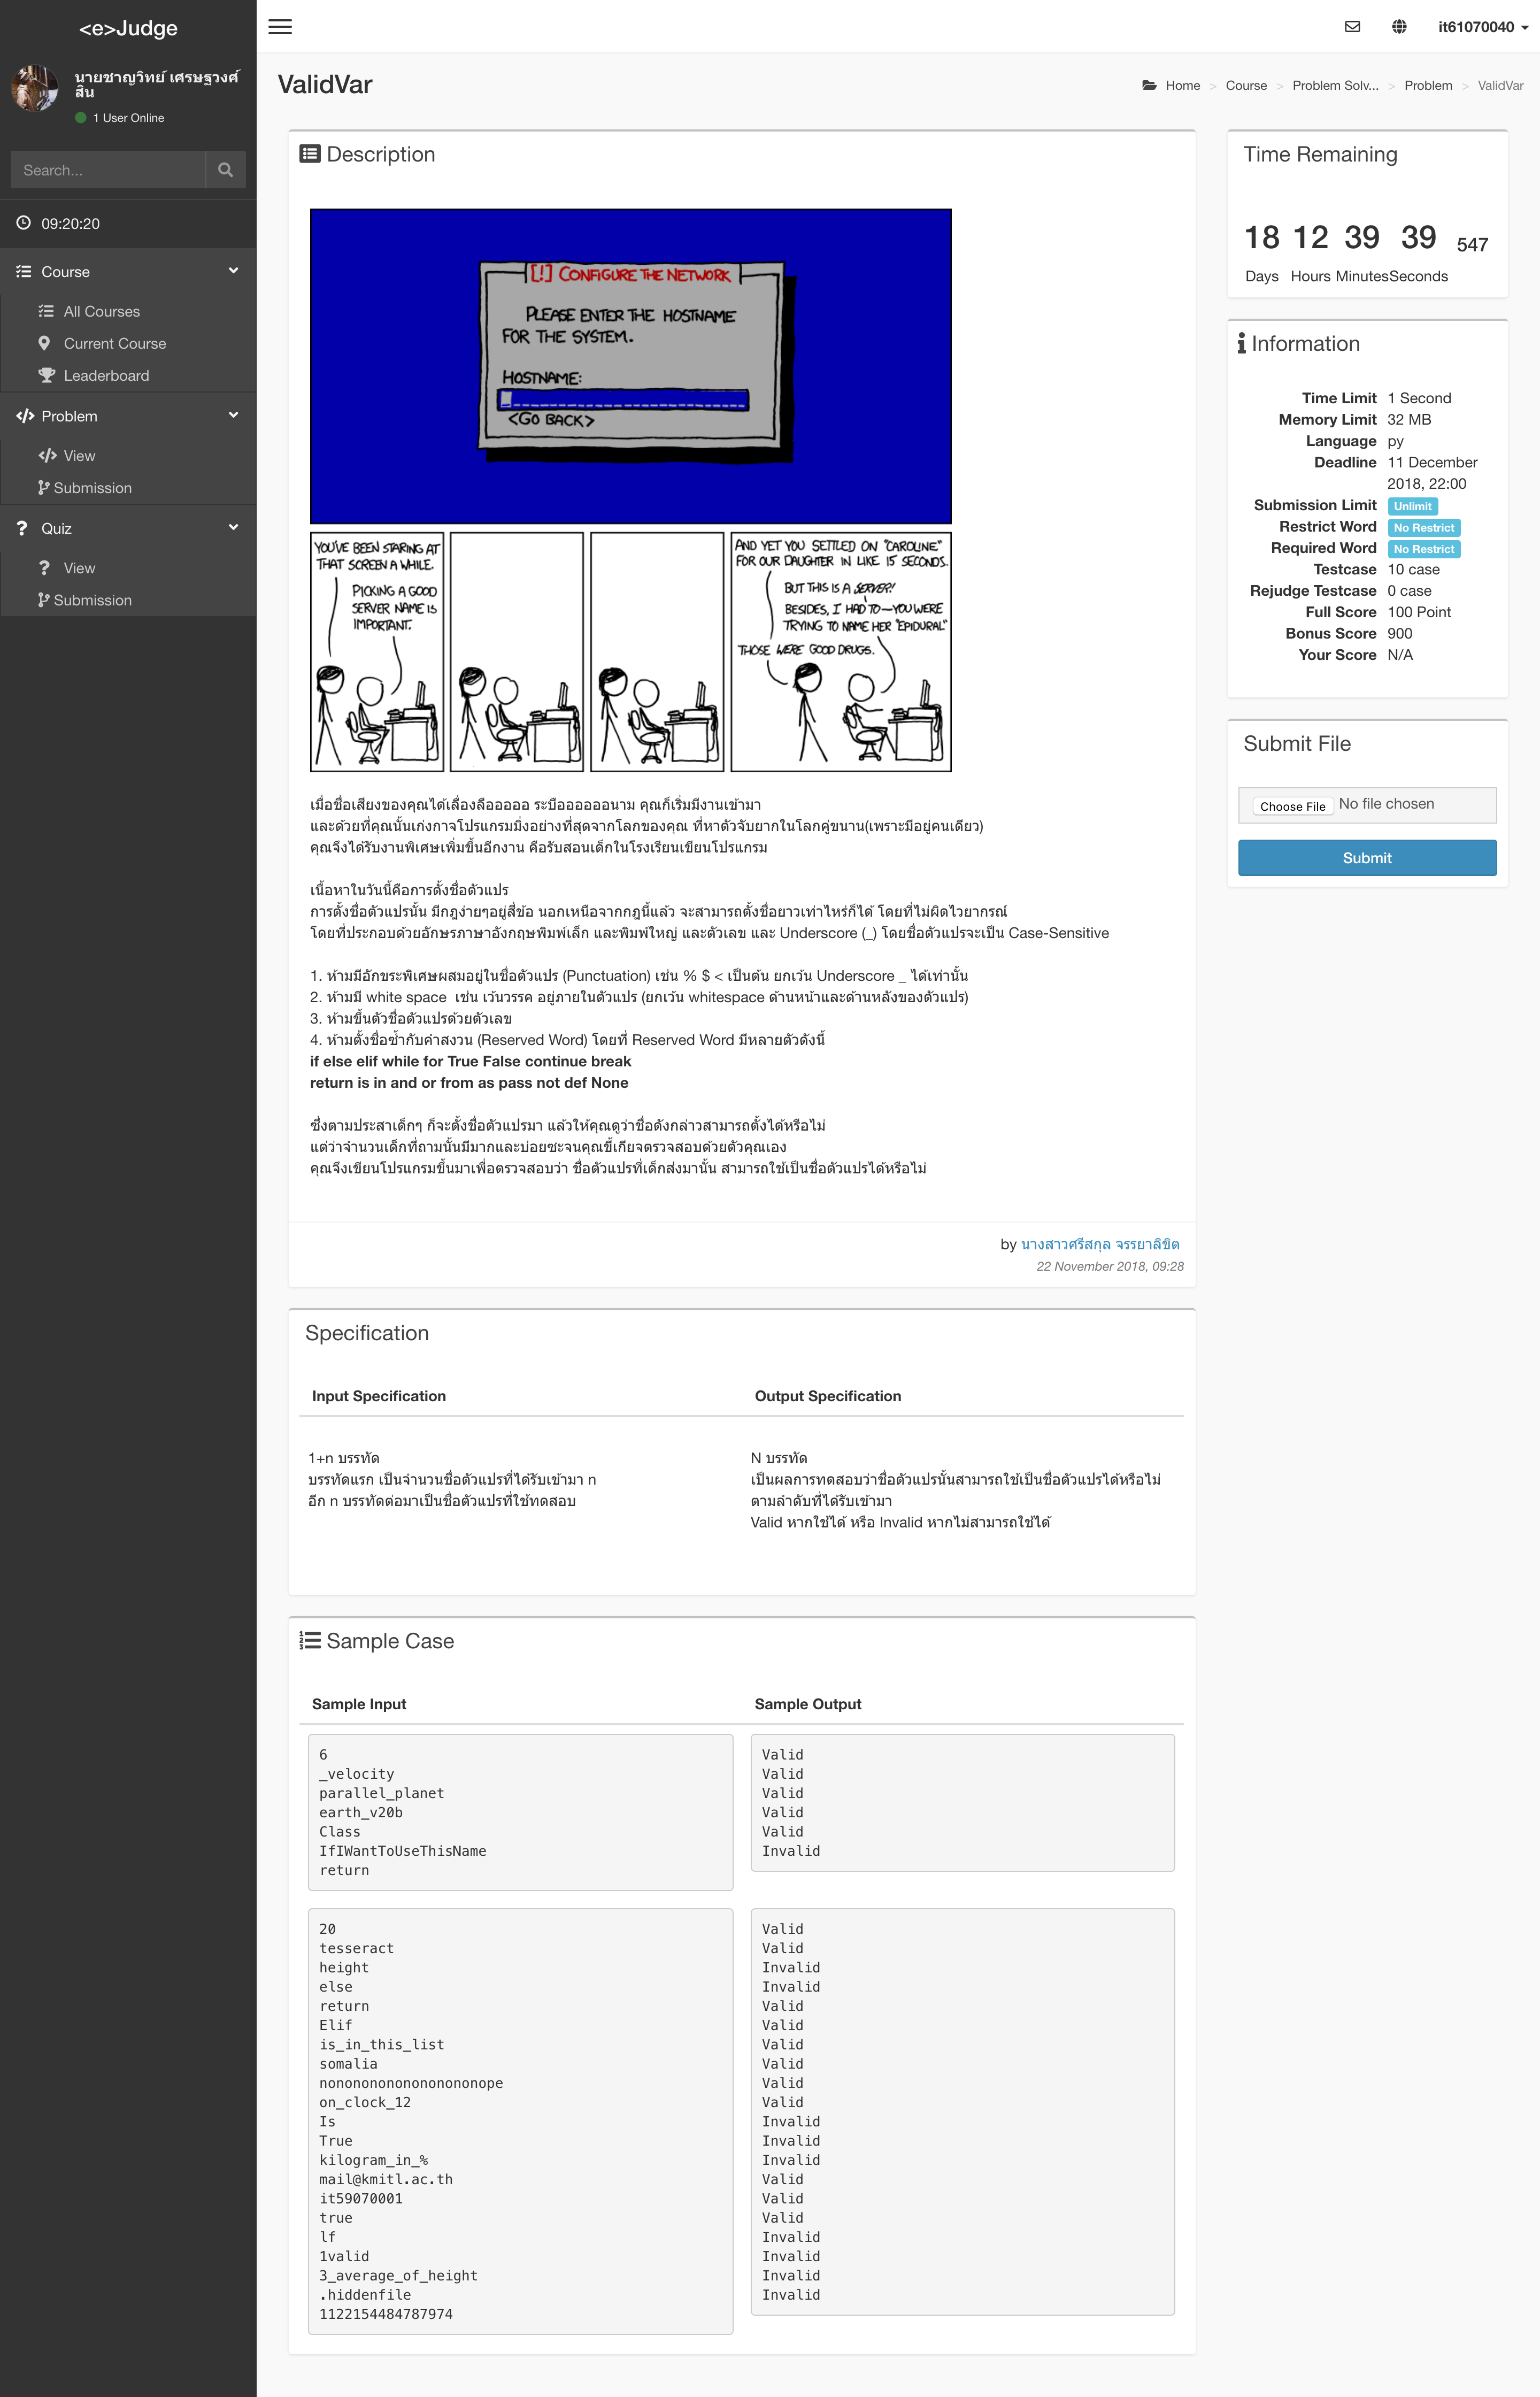 <e>Judge
it61070040
นายชาญวิทย์ เศรษฐวงศ์
สิน
1 User Online
Search...
09:20:20
Course
All Courses
Current Course
Leaderboard
Problem
View
Submission
Quiz
View
Submission
ValidVar
Home > Course > Problem Solv... > Problem > ValidVar
Description
[!] CONFIGURE THE NETWORK
PLEASE ENTER THE HOSTNAME
FOR THE SYSTEM.
HOSTNAME:
<GO BACK>
YOU'VE BEEN STARING AT
THAT SCREEN A WHILE.
PICKING A GOOD
SERVER NAME IS
IMPORTANT.
AND YET YOU SETTLED ON "CAROLINE"
FOR OUR DAUGHTER IN LIKE 15 SECONDS.
BUT THIS IS A SERVER!
BESIDES, I HAD TO—YOU WERE
TRYING TO NAME HER "EPIDURAL"
THOSE WERE GOOD DRUGS.
เมื่อชื่อเสียงของคุณได้เลื่องลือออออ ระบือออออออนาม คุณก็เริ่มมีงานเข้ามา
และด้วยที่คุณนั้นเก่งกาจโปรแกรมมิ่งอย่างที่สุดจากโลกของคุณ ที่หาตัวจับยากในโลกคู่ขนาน(เพราะมีอยู่คนเดียว)
คุณจึงได้รับงานพิเศษเพิ่มขึ้นอีกงาน คือรับสอนเด็กในโรงเรียนเขียนโปรแกรม
เนื้อหาในวันนี้คือการตั้งชื่อตัวแปร
การตั้งชื่อตัวแปรนั้น มีกฎง่ายๆอยู่สี่ข้อ นอกเหนือจากกฎนี้แล้ว จะสามารถตั้งชื่อยาวเท่าไหร่ก็ได้ โดยที่ไม่ผิดไวยากรณ์
โดยที่ประกอบด้วยอักษรภาษาอังกฤษพิมพ์เล็ก และพิมพ์ใหญ่ และตัวเลข และ Underscore (_) โดยชื่อตัวแปรจะเป็น Case-Sensitive
1. ห้ามมีอักขระพิเศษผสมอยู่ในชื่อตัวแปร (Punctuation) เช่น % $ < เป็นต้น ยกเว้น Underscore _ ได้เท่านั้น
2. ห้ามมี white space  เช่น เว้นวรรค อยู่ภายในตัวแปร (ยกเว้น whitespace ด้านหน้าและด้านหลังของตัวแปร)
3. ห้ามขึ้นตัวชื่อตัวแปรด้วยตัวเลข
4. ห้ามตั้งชื่อซ้ำกับคำสงวน (Reserved Word) โดยที่ Reserved Word มีหลายตัวดังนี้
if else elif while for True False continue break
return is in and or from as pass not def None
ซึ่งตามประสาเด็กๆ ก็จะตั้งชื่อตัวแปรมา แล้วให้คุณดูว่าชื่อดังกล่าวสามารถตั้งได้หรือไม่
แต่ว่าจำนวนเด็กที่ถามนั้นมีมากและบ่อยซะจนคุณขี้เกียจตรวจสอบด้วยตัวคุณเอง
คุณจึงเขียนโปรแกรมขึ้นมาเพื่อตรวจสอบว่า ชื่อตัวแปรที่เด็กส่งมานั้น สามารถใช้เป็นชื่อตัวแปรได้หรือไม่
by นางสาวศรีสกุล จรรยาลิขิต
22 November 2018, 09:28
Time Remaining
18 12 39 39 547
Days Hours Minutes Seconds
Information
Time Limit 1 Second
Memory Limit 32 MB
Language py
Deadline 11 December
2018, 22:00
Submission Limit Unlimit
Restrict Word No Restrict
Required Word No Restrict
Testcase 10 case
Rejudge Testcase 0 case
Full Score 100 Point
Bonus Score 900
Your Score N/A
Submit File
Choose File No file chosen
Submit
Specification
Input Specification
1+n บรรทัด
บรรทัดแรก เป็นจำนวนชื่อตัวแปรที่ได้รับเข้ามา n
อีก n บรรทัดต่อมาเป็นชื่อตัวแปรที่ใช้ทดสอบ
Output Specification
N บรรทัด
เป็นผลการทดสอบว่าชื่อตัวแปรนั้นสามารถใช้เป็นชื่อตัวแปรได้หรือไม่
ตามลำดับที่ได้รับเข้ามา
Valid หากใช้ได้ หรือ Invalid หากไม่สามารถใช้ได้
Sample Case
Sample Input
Sample Output
6
_velocity
parallel_planet
earth_v20b
Class
IfIWantToUseThisName
return
Valid
Valid
Valid
Valid
Valid
Invalid
20
tesseract
height
else
return
Elif
is_in_this_list
somalia
nonononononononononope
on_clock_12
Is
True
kilogram_in_%
mail@kmitl.ac.th
it59070001
true
lf
1valid
3_average_of_height
.hiddenfile
1122154484787974
Valid
Valid
Invalid
Invalid
Valid
Valid
Valid
Valid
Valid
Valid
Invalid
Invalid
Invalid
Valid
Valid
Valid
Invalid
Invalid
Invalid
Invalid